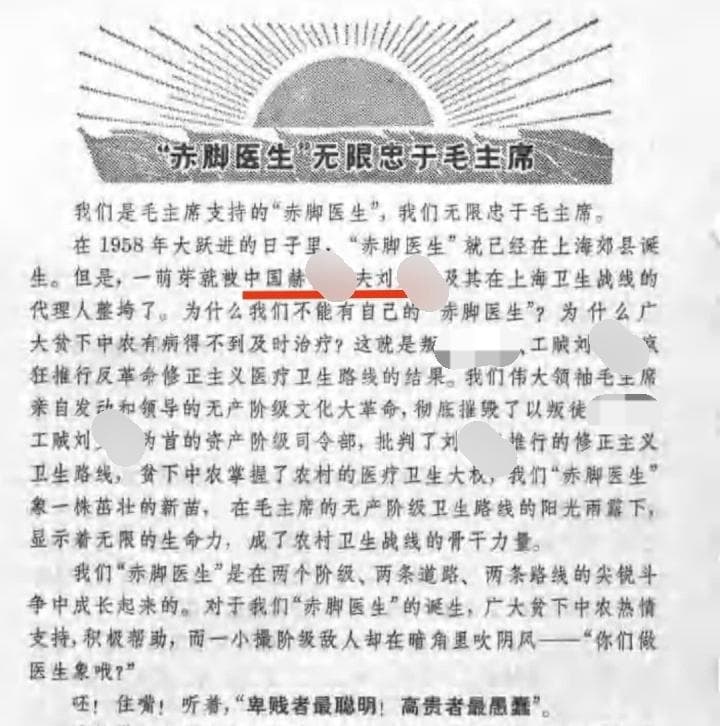 “赤脚医生”无限忠于毛主席
我们是毛主席支持的“赤脚医生”，我们无限忠于毛主席。
在1958年大跃进的日子里，“赤脚医生”就已经在上海郊县诞
生。但是，一萌芽就被中国赫 夫刘 及其在上海卫生战线的
代理人整垮了。为什么我们不能有自己的“赤脚医生”？为什么广
大贫下中农有病得不到及时治疗？这就是叛 、工贼刘 疯
狂推行反革命修正主义医疗卫生路线的结果。我们伟大领袖毛主席
亲自发动和领导的无产阶级文化大革命，彻底摧毁了以叛徒
工贼刘 为首的资产阶级司令部，批判了刘 推行的修正主义
卫生路线，贫下中农掌握了农村的医疗卫生大权，我们“赤脚医生”
象一株茁壮的新苗，在毛主席的无产阶级卫生路线的阳光雨露下，
显示着无限的生命力，成了农村卫生战线的骨干力量。
我们“赤脚医生”是在两个阶级、两条道路、两条路线的尖锐斗
争中成长起来的。对于我们“赤脚医生”的诞生，广大贫下中农热情
支持，积极帮助，而一小撮阶级敌人却在暗角里吹阴风——“你们做
医生象哦？”
呸！住嘴！听着，“卑贱者最聪明！高贵者最愚蠢”。